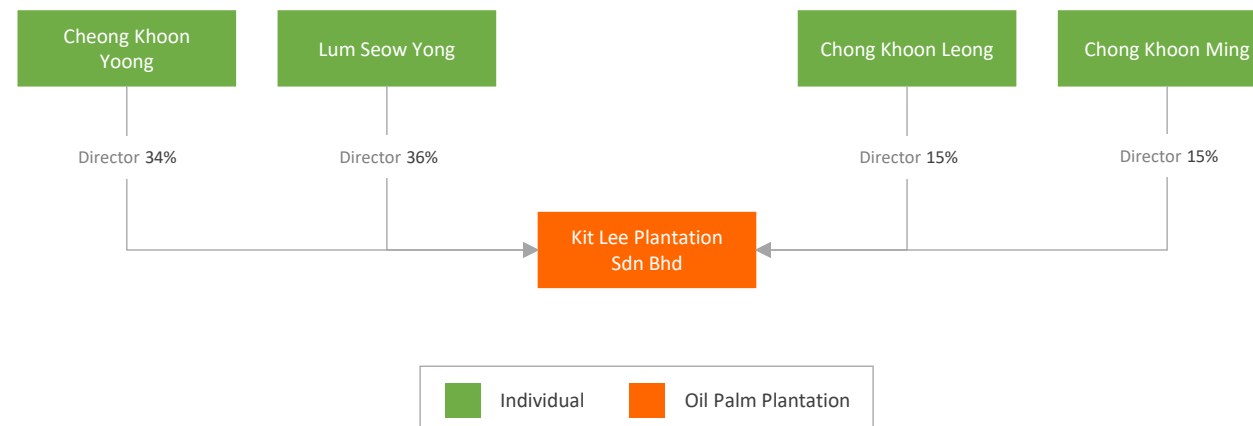 Cheong Khoon
Yoong
Lum Seow Yong
Chong Khoon Leong
Chong Khoon Ming
Director 34%
Director 36%
Director 15%
Director 15%
Kit Lee Plantation
Sdn Bhd
Individual
Oil Palm Plantation